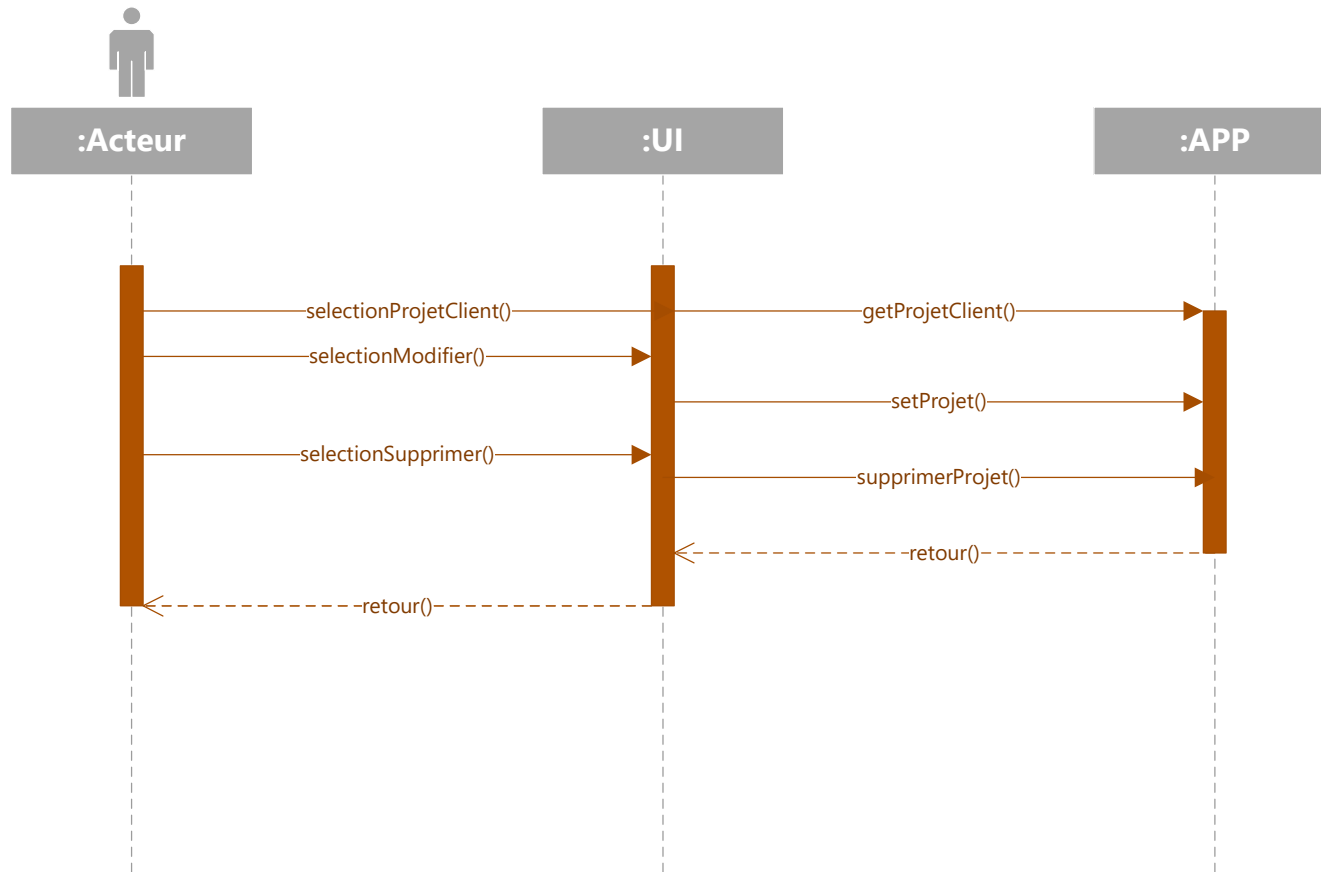 :Acteur
:UI
:APP
selectionProjetClient()
getProjetClient()
selectionModifier()
setProjet()
selectionSupprimer()
supprimerProjet()
retour()
retour()